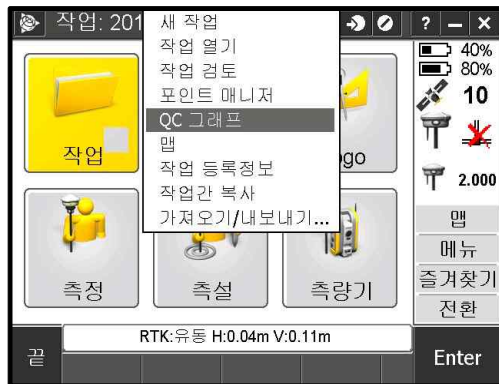 작업: 201
? – ×
새 작업
작업 열기
작업 검토
포인트 매니저
QC 그래프
맵
작업 등록정보
작업간 복사
가져오기/내보내기...
40%
80%
10
2.000
작업
ogo
측정
측설
측량기
맵
메뉴
즐겨찾기
전환
RTK:유동 H:0.04m V:0.11m
끝
Enter